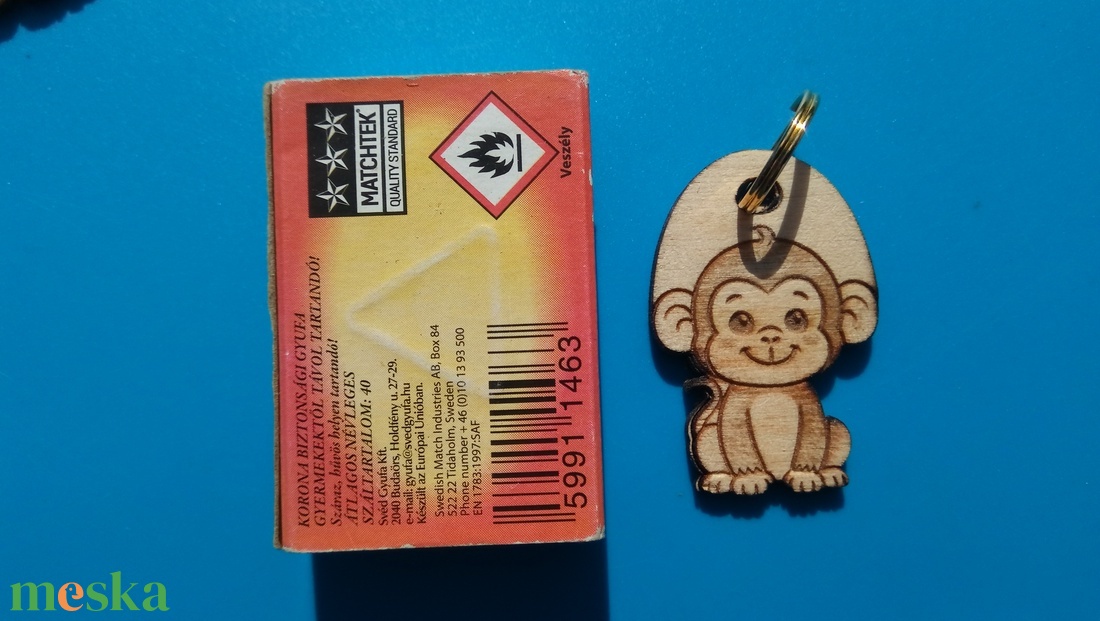 KORONA BIZTONSÁGI GYUFA
GYERMEKEKTŐL TÁVOL TARTANDÓ!
Száraz, hűvös helyen tartandó!
ÁTLAGOS NÉVLEGES
SZÁLTARTALOM: 40
Svéd Gyufa Kft.
2040 Budaörs, Holdfény u. 27-29.
e-mail: gyufa@svedgyufa.hu
Készült az Európai Unióban.
Swedish Match Industries AB, Box 84
522 22 Tidaholm, Sweden
Phone number + 46 (0)10 13 93 500
EN 1783:1997:SAF
5991 1463
MATCHTEK®
QUALITY STANDARD
Veszély
meska